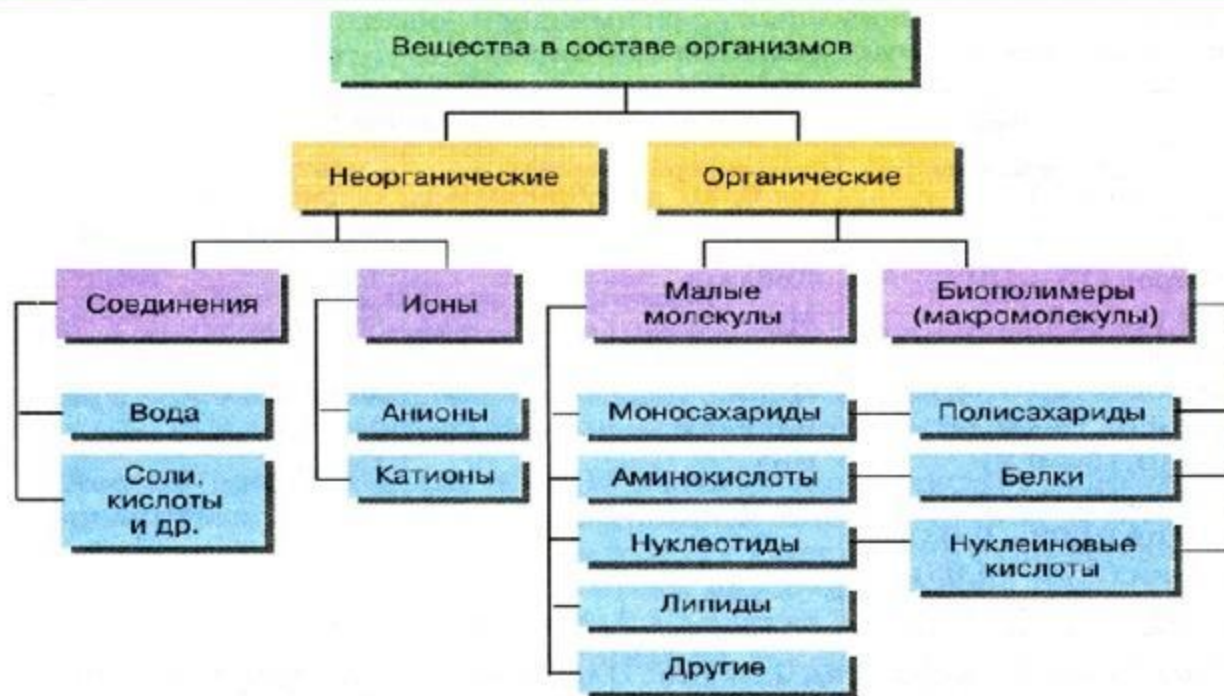 Вещества в составе организмов
Неорганические
Органические
Соединения
Ионы
Малые
молекулы
Биополимеры
(макромолекулы)
Вода
Анионы
Моносахариды
Полисахариды
Соли,
кислоты
и др.
Катионы
Аминокислоты
Белки
Нуклеотиды
Нуклеиновые
кислоты
Липиды
Другие